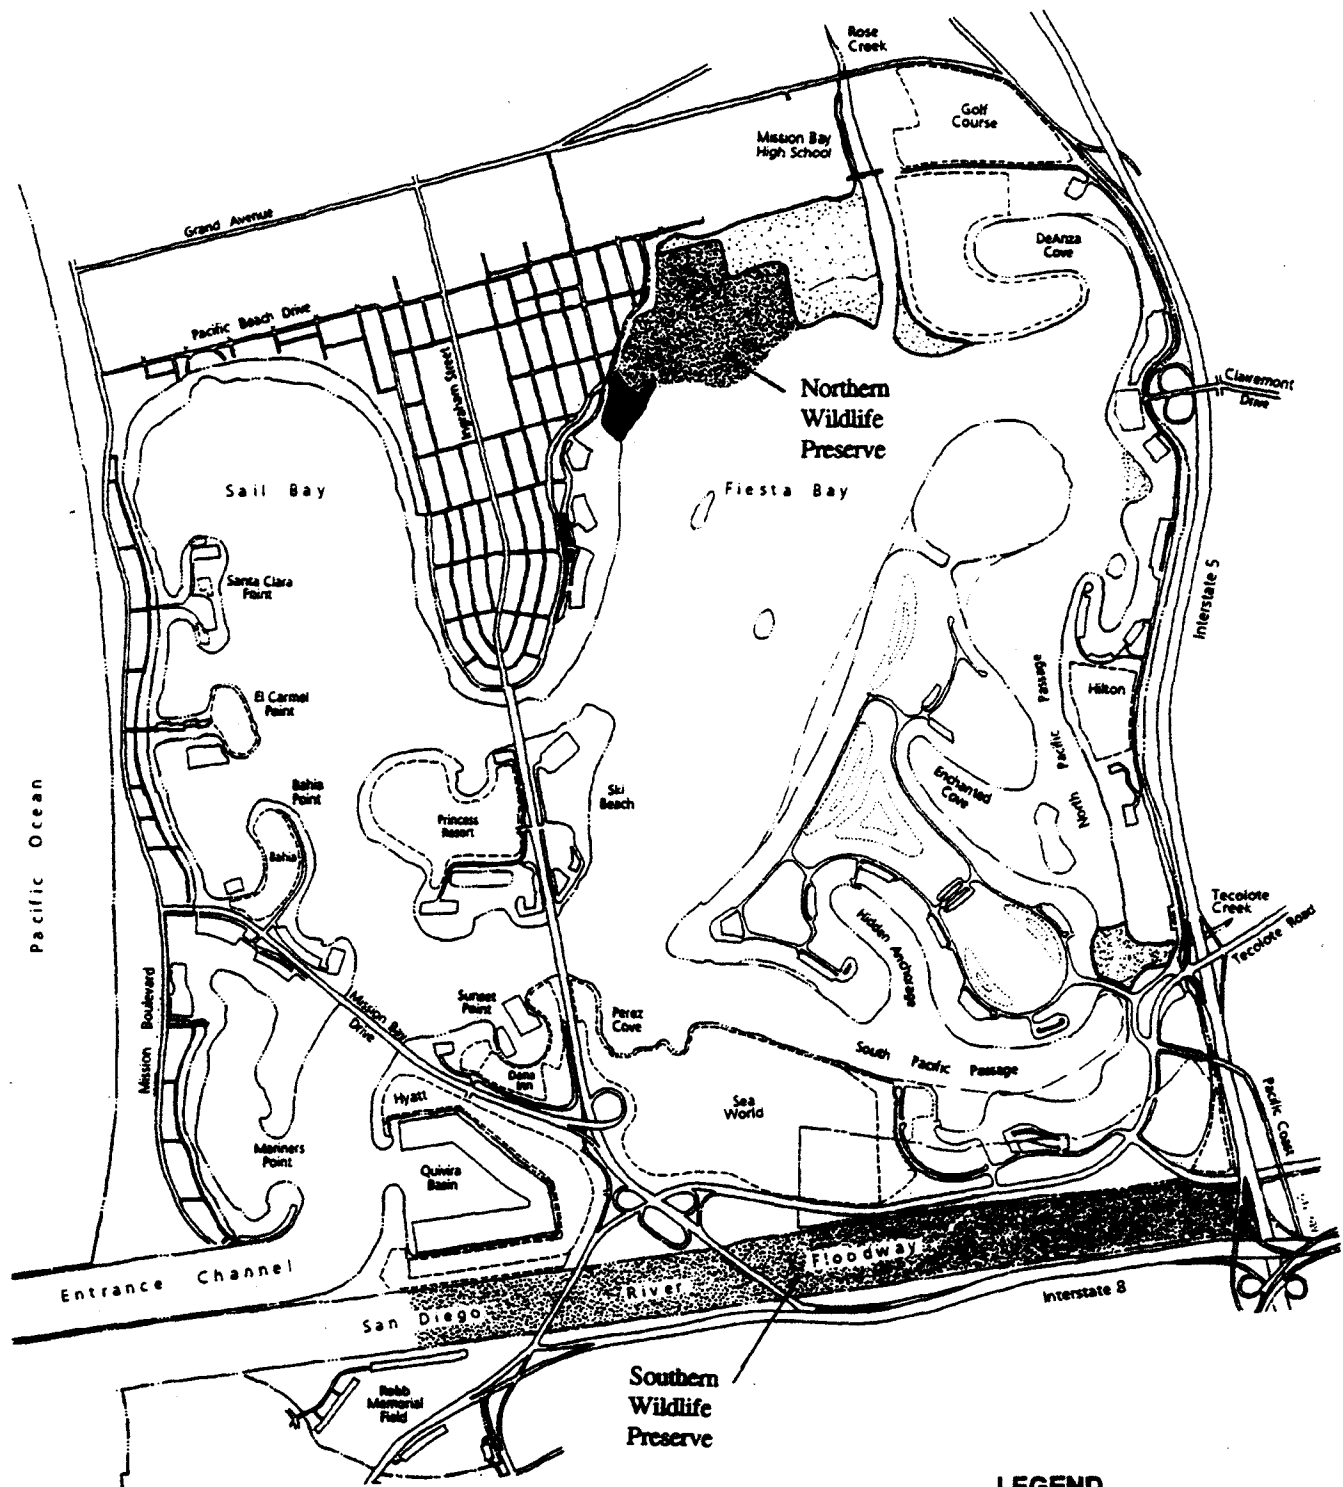 Rose
Creek
Golf
Course
Mission Bay
High School
Grand Avenue
DeAnza
Cove
Pacific Beach Drive
Ingraham Street
Clairemont
Drive
Northern
Wildlife
Preserve
Sail Bay
Fiesta Bay
Santa Clara
Point
Interstate 5
El Carmel
Point
North Pacific Passage
Hilton
Pacific Ocean
Bahia
Point
Ski
Beach
Enchanted
Cove
Princess
Resort
Bahia
Tecolote
Creek
Tecolote Road
Hidden Anchorage
Mission Boulevard
Mission Bay
Drive
Sunset
Point
Perez
Cove
South Pacific Passage
Dana
Inn
Hyatt
Sea
World
Pacific Coast
Mariners
Point
Quivira
Basin
Entrance Channel
San Diego River Floodway
Interstate 8
Southern
Wildlife
Preserve
Robb
Memorial
Field
LEGEND